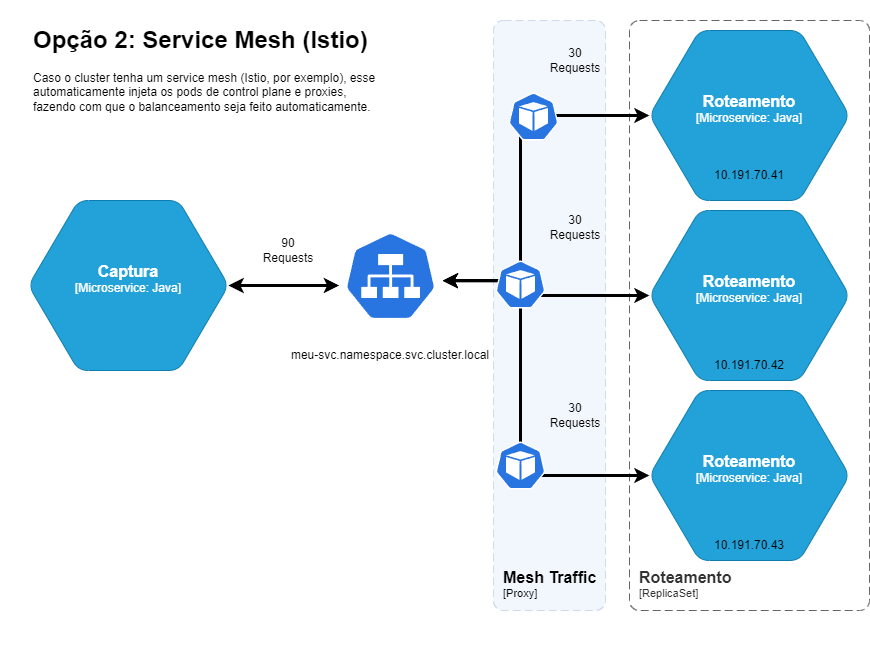 Opção 2: Service Mesh (Istio)
Caso o cluster tenha um service mesh (Istio, por exemplo), esse
automaticamente injeta os pods de control plane e proxies,
fazendo com que o balanceamento seja feito automaticamente.
Captura
[Microservice: Java]
90
Requests
meu-svc.namespace.svc.cluster.local
30
Requests
30
Requests
30
Requests
Mesh Traffic
[Proxy]
Roteamento
[Microservice: Java]
10.191.70.41
Roteamento
[Microservice: Java]
10.191.70.42
Roteamento
[Microservice: Java]
10.191.70.43
Roteamento
[ReplicaSet]